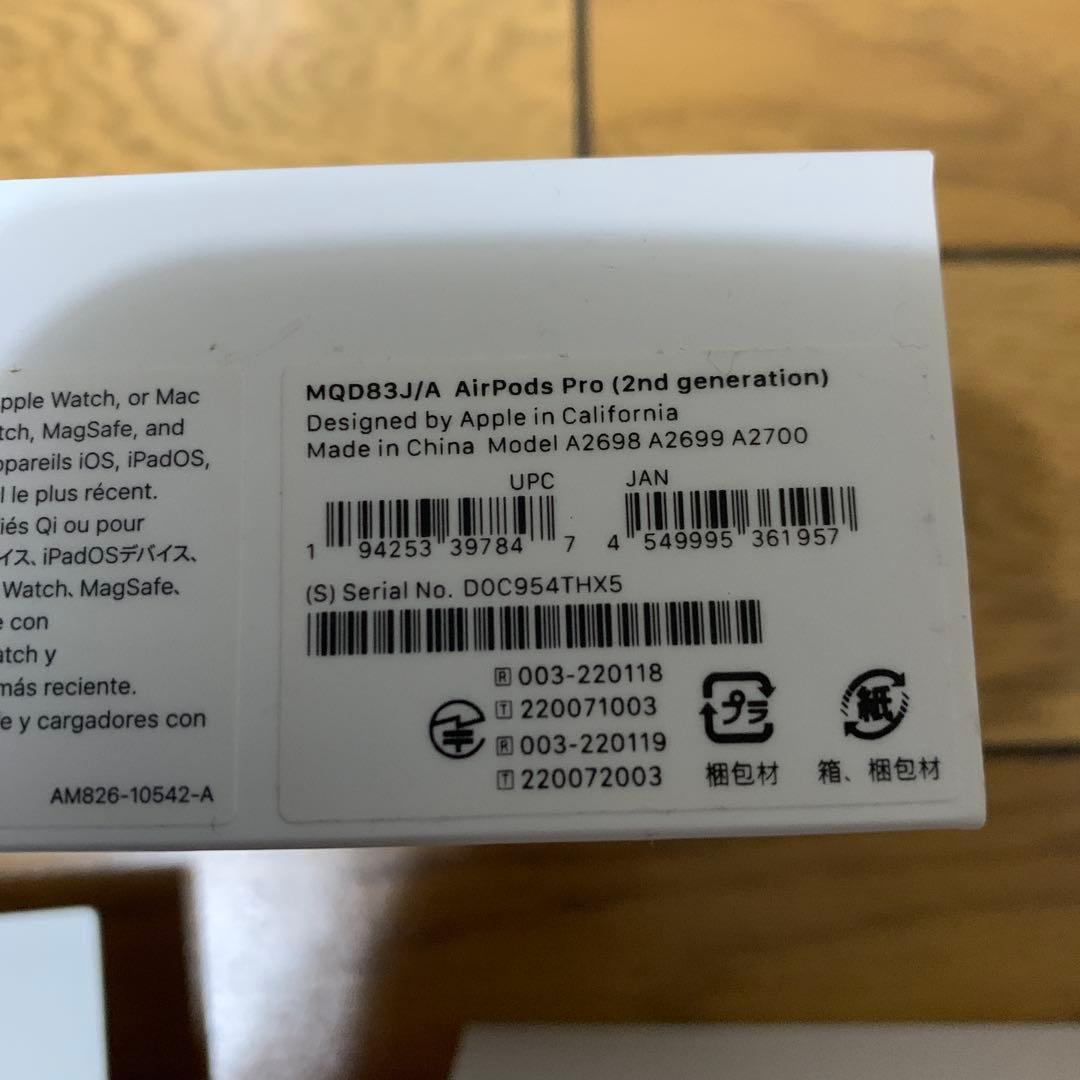 pple Watch, or Mac
tch, MagSafe, and
ppareils iOS, iPadOS,
l le plus récent.
iés Qi ou pour
イス、iPadOSデバイス、
Watch、MagSafe、
e con
atch y
más reciente.
fe y cargadores con
AM826-10542-A
MQD83J/A AirPods Pro (2nd generation)
Designed by Apple in California
Made in China Model A2698 A2699 A2700
UPC JAN
1 94253 39784 7 4 549995 361957
(S) Serial No. D0C954THX5
R 003-220118
T 220071003
R 003-220119
T 220072003
プラ
梱包材
紙
箱、梱包材